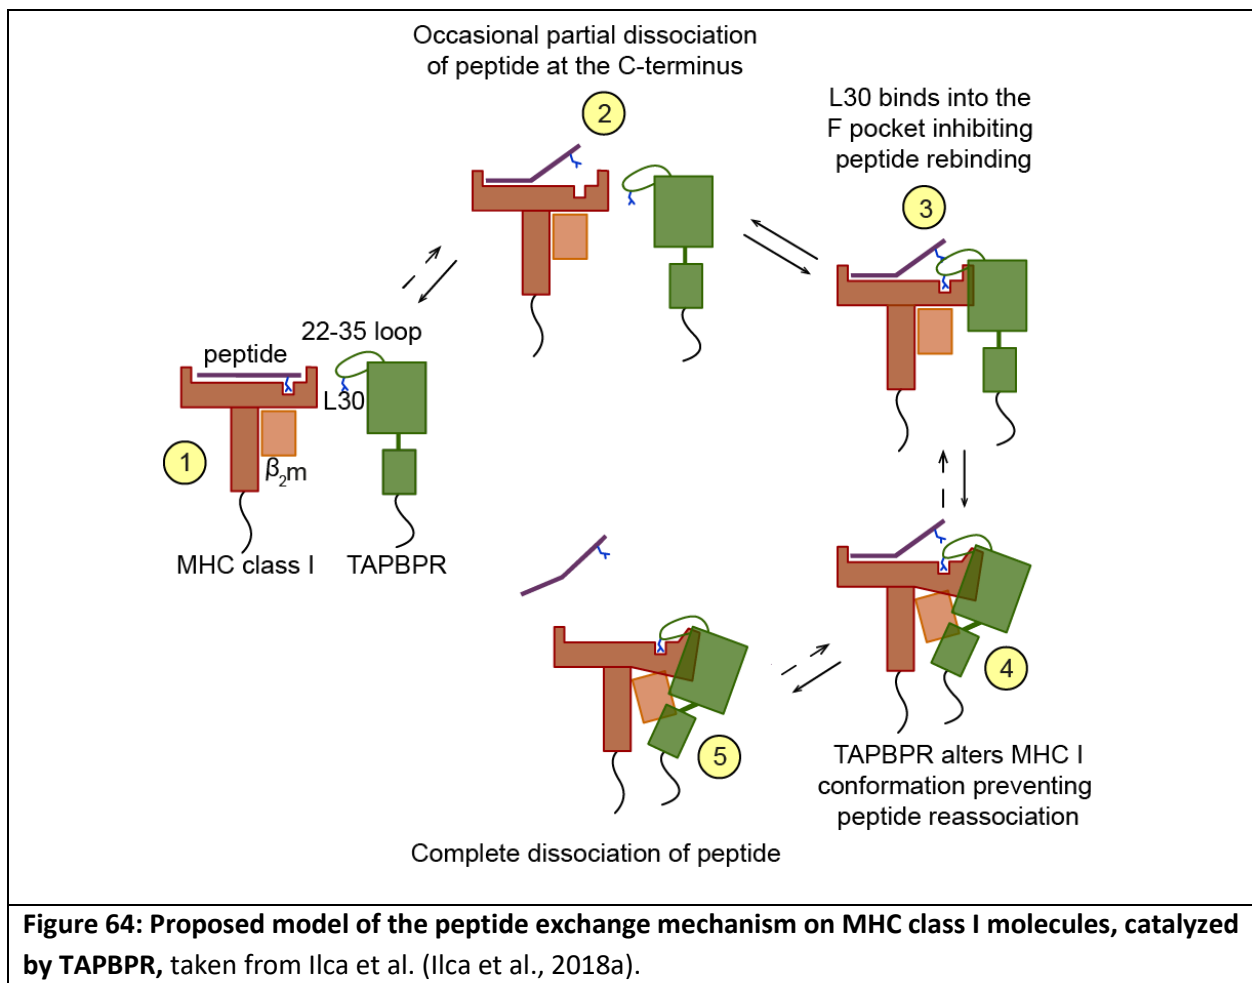 Occasional partial dissociation
of peptide at the C-terminus
2
L30 binds into the
F pocket inhibiting
peptide rebinding
3
22-35 loop
peptide
L30
1
β₂m
MHC class I
TAPBPR
4
TAPBPR alters MHC I
conformation preventing
peptide reassociation
5
Complete dissociation of peptide
Figure 64: Proposed model of the peptide exchange mechanism on MHC class I molecules, catalyzed
by TAPBPR, taken from Ilca et al. (Ilca et al., 2018a).